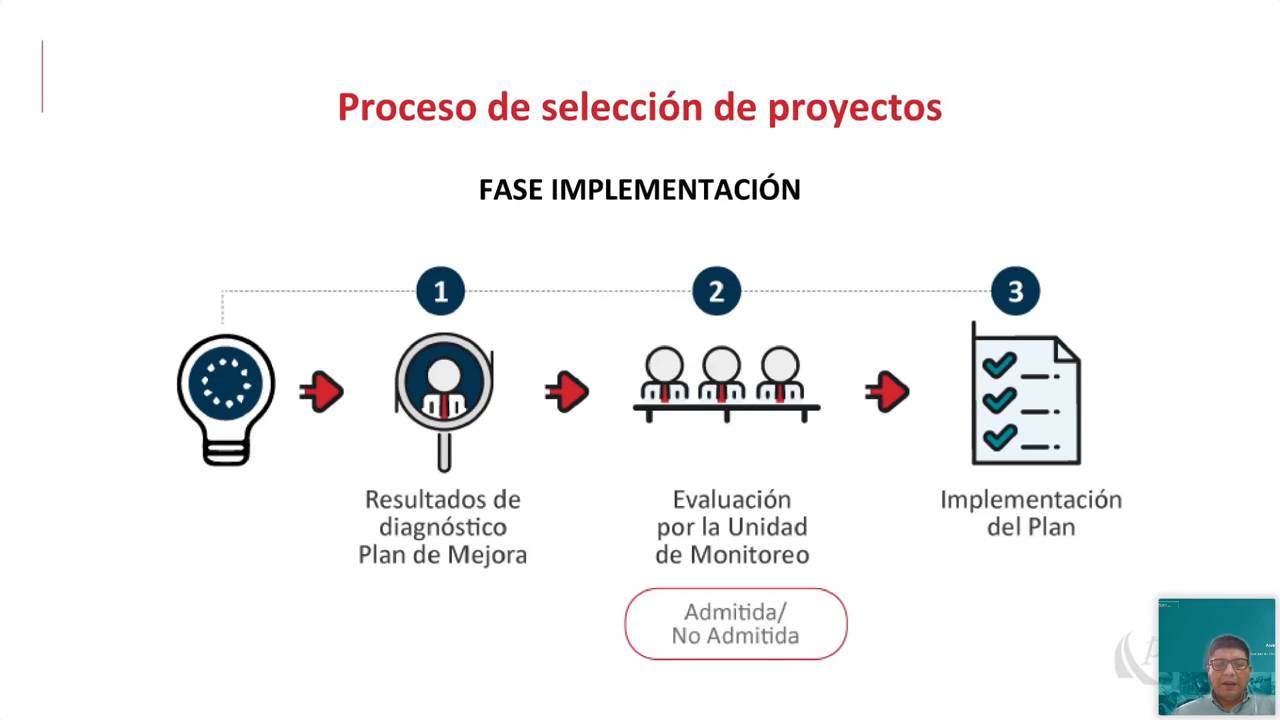 Proceso de selección de proyectos
FASE IMPLEMENTACIÓN
1
2
3
Resultados de
diagnóstico
Plan de Mejora
Evaluación
por la Unidad
de Monitoreo
Implementación
del Plan
Admitida/
No Admitida